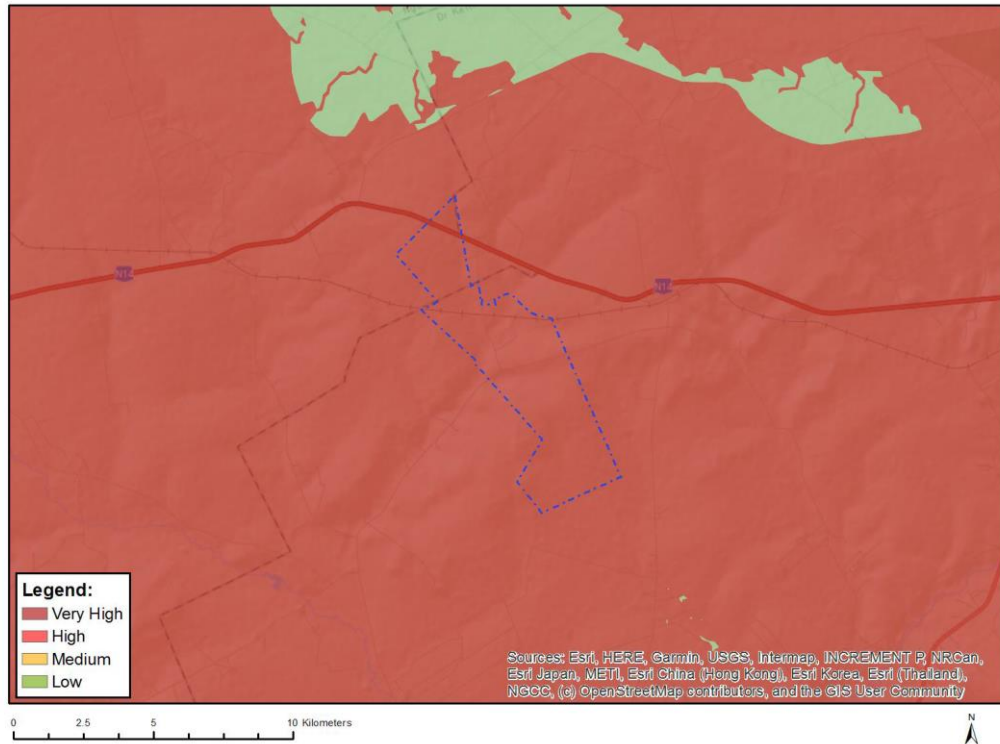 N14
N14
Legend:
Very High
High
Medium
Low
Sources: Esri, HERE, Garmin, USGS, Intermap, INCREMENT P, NRCan,
Esri Japan, METI, Esri China (Hong Kong), Esri Korea, Esri (Thailand),
NGCC, (c) OpenStreetMap contributors, and the GIS User Community
0 2.5 5 10 Kilometers
N